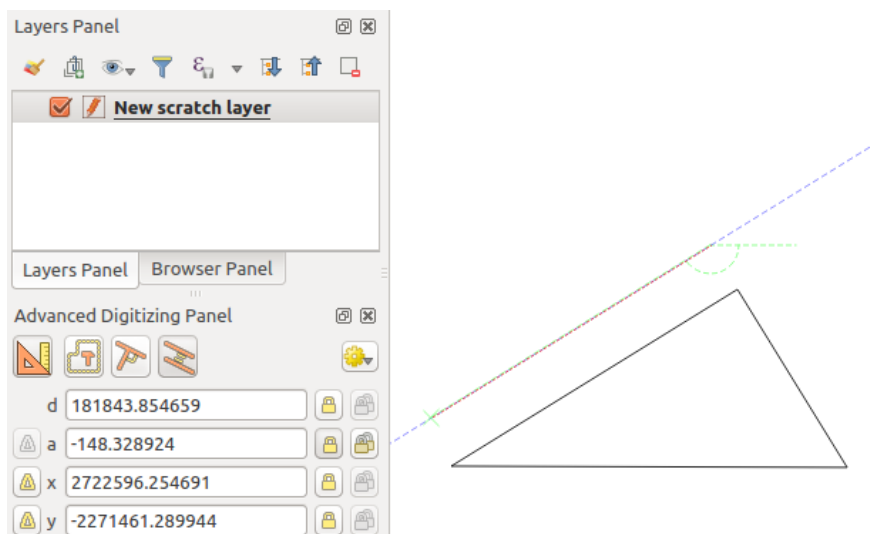 Layers Panel
New scratch layer
Layers Panel Browser Panel
Advanced Digitizing Panel
d 181843.854659
a -148.328924
x 2722596.254691
y -2271461.289944